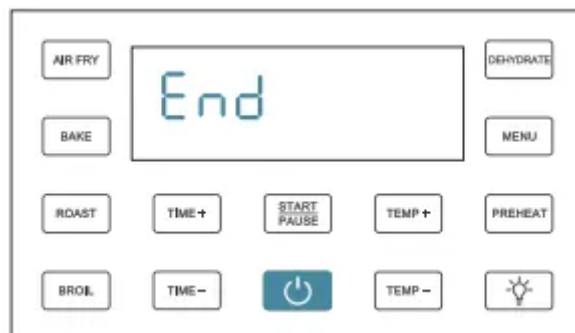 AIR FRY
End
DEHYDRATE
BAKE
MENU
ROAST
TIME+
START
PAUSE
TEMP+
PREHEAT
BROIL
TIME-
TEMP-